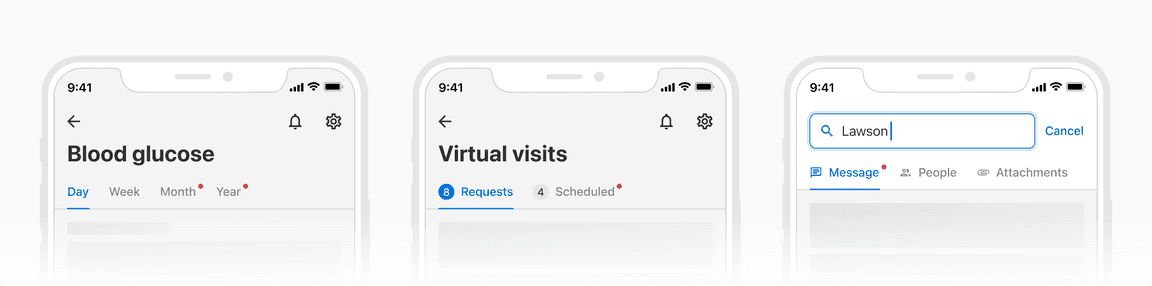 9:41
Blood glucose
Day Week Month Year
9:41
Virtual visits
8 Requests 4 Scheduled
9:41
Lawson Cancel
Message People Attachments